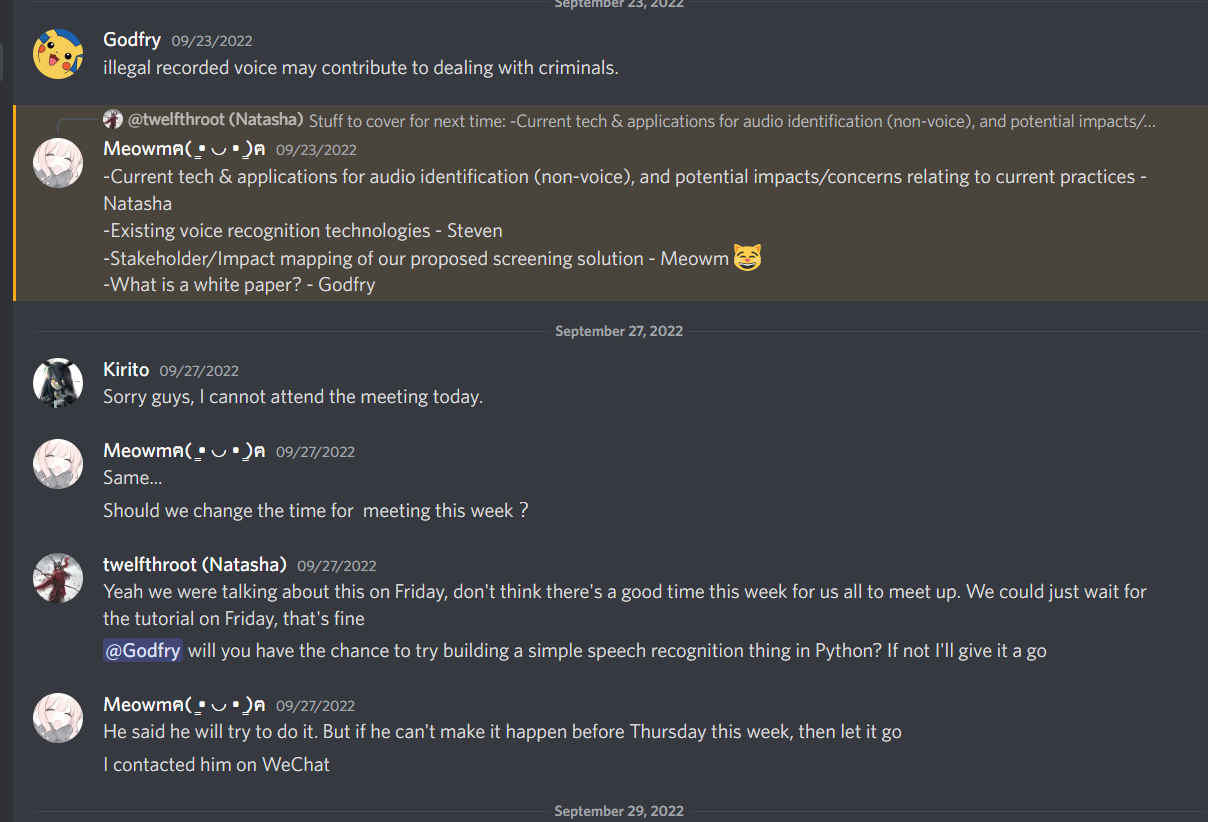 September 23, 2022
Godfry 09/23/2022
illegal recorded voice may contribute to dealing with criminals.
@twelfthroot (Natasha) Stuff to cover for next time: -Current tech & applications for audio identification (non-voice), and potential impacts/...
Meowmฅ(•̳̀ ◡ •̳́)ฅ 09/23/2022
-Current tech & applications for audio identification (non-voice), and potential impacts/concerns relating to current practices -
Natasha
-Existing voice recognition technologies - Steven
-Stakeholder/Impact mapping of our proposed screening solution - Meowm 😸
-What is a white paper? - Godfry
September 27, 2022
Kirito 09/27/2022
Sorry guys, I cannot attend the meeting today.
Meowmฅ(•̳̀ ◡ •̳́)ฅ 09/27/2022
Same...
Should we change the time for  meeting this week？
twelfthroot (Natasha) 09/27/2022
Yeah we were talking about this on Friday, don't think there's a good time this week for us all to meet up. We could just wait for
the tutorial on Friday, that's fine
@Godfry will you have the chance to try building a simple speech recognition thing in Python? If not I'll give it a go
Meowmฅ(•̳̀ ◡ •̳́)ฅ 09/27/2022
He said he will try to do it. But if he can't make it happen before Thursday this week, then let it go
I contacted him on WeChat
September 29, 2022